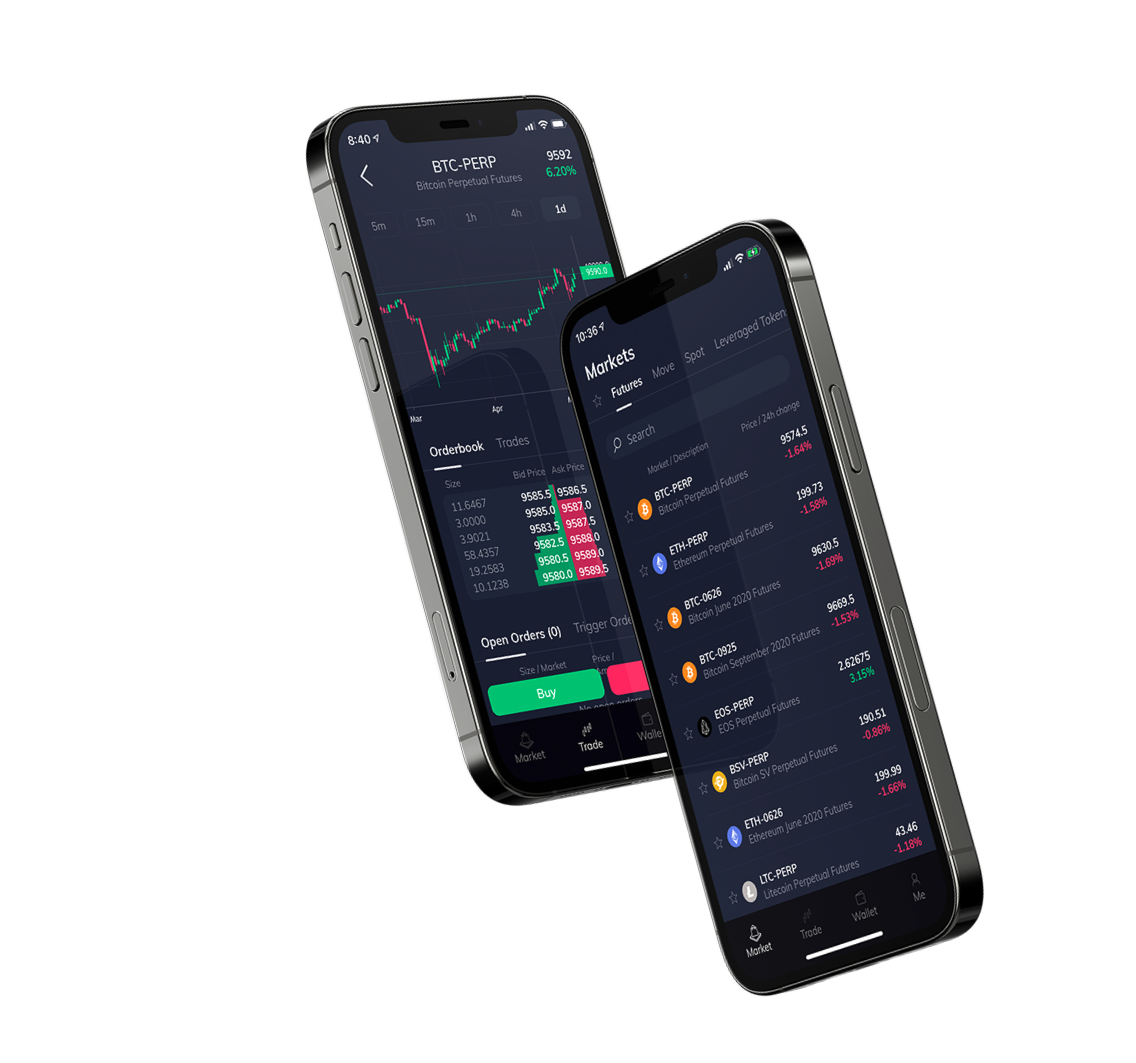 8:40
BTC-PERP
Bitcoin Perpetual Futures
9592
6.20%
5m 15m 1h 4h 1d
9590.0
Mar Apr
Orderbook Trades
Size Bid Price Ask Price
11.6467 9585.5 9586.5
3.0000 9585.0 9587.0
3.9021 9583.5 9587.5
58.4357 9582.5 9588.0
19.2583 9580.5 9589.0
10.1238 9580.0 9589.5
Open Orders (0) Trigger Orde
Size / Market Price /
Buy
No open orders
Market Trade Walle
10:36
Markets
Futures Move Spot Leveraged Token
Search
Market / Description Price / 24h change
BTC-PERP 9574.5
Bitcoin Perpetual Futures -1.64%
ETH-PERP 199.73
Ethereum Perpetual Futures -1.58%
BTC-0626 9630.5
Bitcoin June 2020 Futures -1.69%
BTC-0925 9669.5
Bitcoin September 2020 Futures -1.53%
EOS-PERP 2.62675
EOS Perpetual Futures 3.15%
BSV-PERP 190.51
Bitcoin SV Perpetual Futures -0.86%
ETH-0626 199.99
Ethereum June 2020 Futures -1.66%
LTC-PERP 43.46
Litecoin Perpetual Futures -1.18%
Market Trade Wallet Me